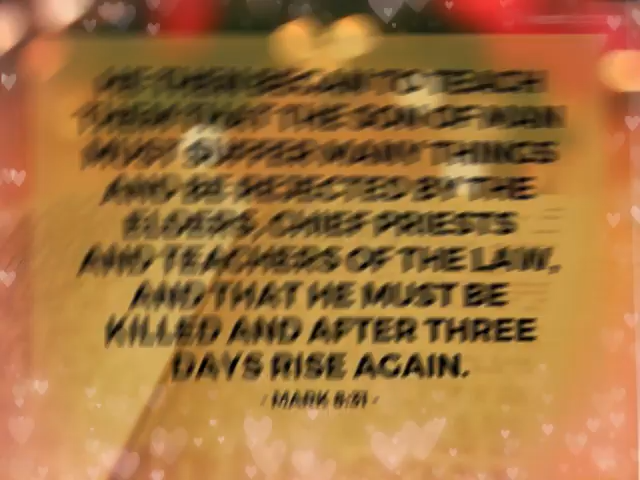 HE THEN BEGAN TO TEACH
THEM THAT THE SON OF MAN
MUST SUFFER MANY THINGS
AND BE REJECTED BY THE
ELDERS, CHIEF PRIESTS
AND TEACHERS OF THE LAW,
AND THAT HE MUST BE
KILLED AND AFTER THREE
DAYS RISE AGAIN.
- MARK 8:31 -